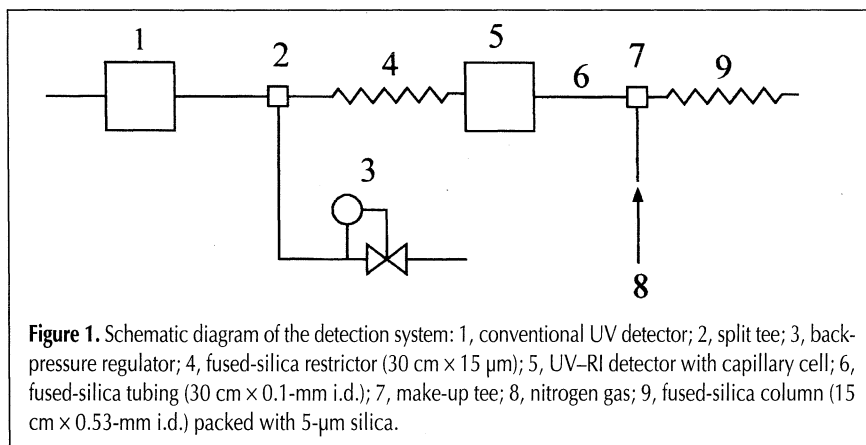 1
2
3
4
5
6
7
8
9
Figure 1. Schematic diagram of the detection system: 1, conventional UV detector; 2, split tee; 3, back-
pressure regulator; 4, fused-silica restrictor (30 cm × 15 µm); 5, UV–RI detector with capillary cell; 6,
fused-silica tubing (30 cm × 0.1-mm i.d.); 7, make-up tee; 8, nitrogen gas; 9, fused-silica column (15
cm × 0.53-mm i.d.) packed with 5-µm silica.